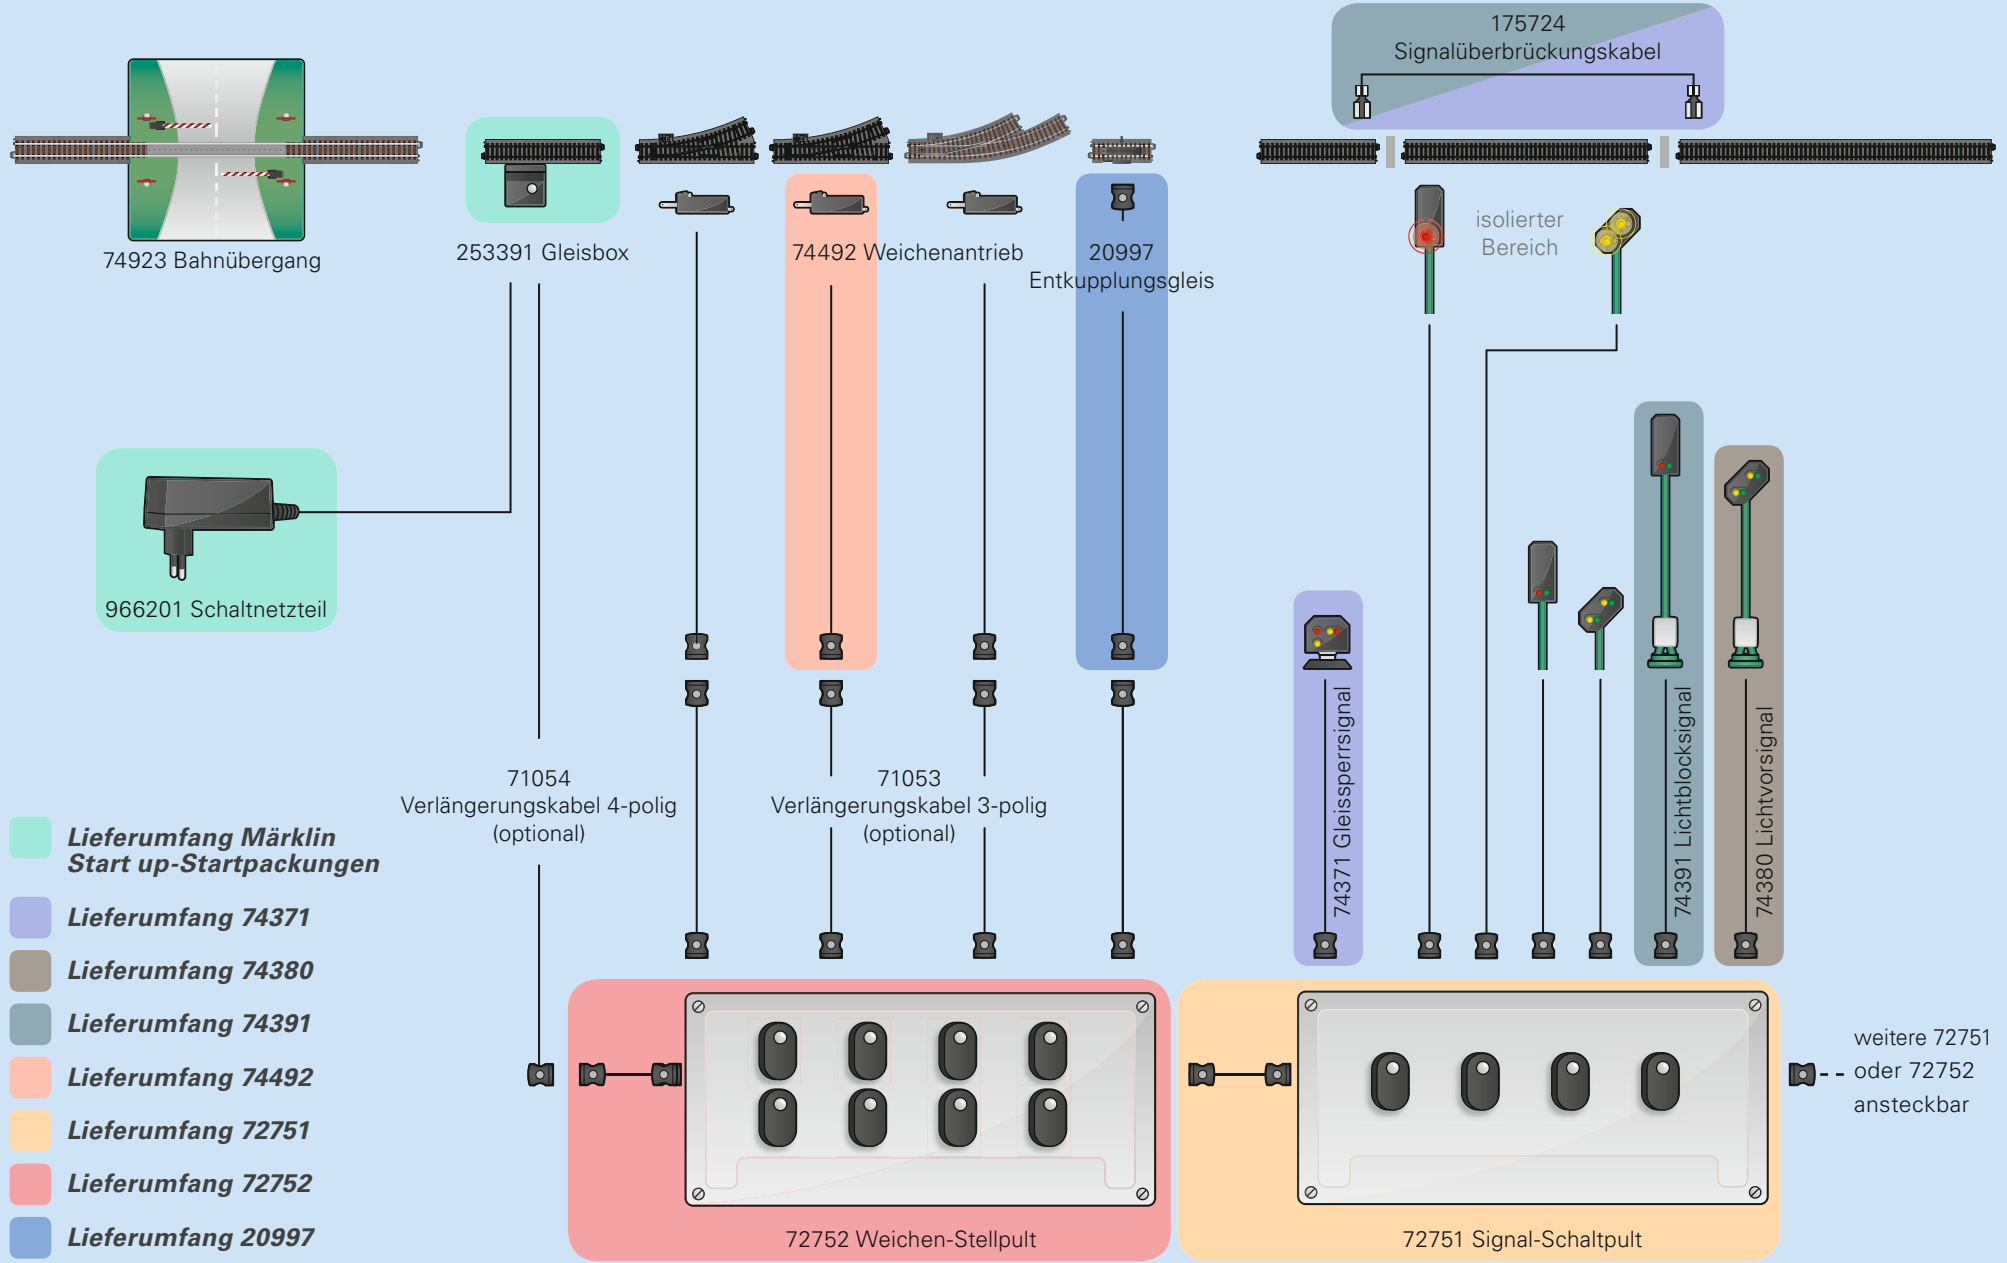 175724
Signalüberbrückungskabel
74923 Bahnübergang
253391 Gleisbox
74492 Weichenantrieb
20997
Entkupplungsgleis
isolierter
Bereich
966201 Schaltnetzteil
71054
Verlängerungskabel 4-polig
(optional)
71053
Verlängerungskabel 3-polig
(optional)
74371 Gleissperrsignal
74391 Lichtblocksignal
74380 Lichtvorsignal
Lieferumfang Märklin
Start up-Startpackungen
Lieferumfang 74371
Lieferumfang 74380
Lieferumfang 74391
Lieferumfang 74492
Lieferumfang 72751
Lieferumfang 72752
Lieferumfang 20997
72752 Weichen-Stellpult
72751 Signal-Schaltpult
weitere 72751
oder 72752
ansteckbar